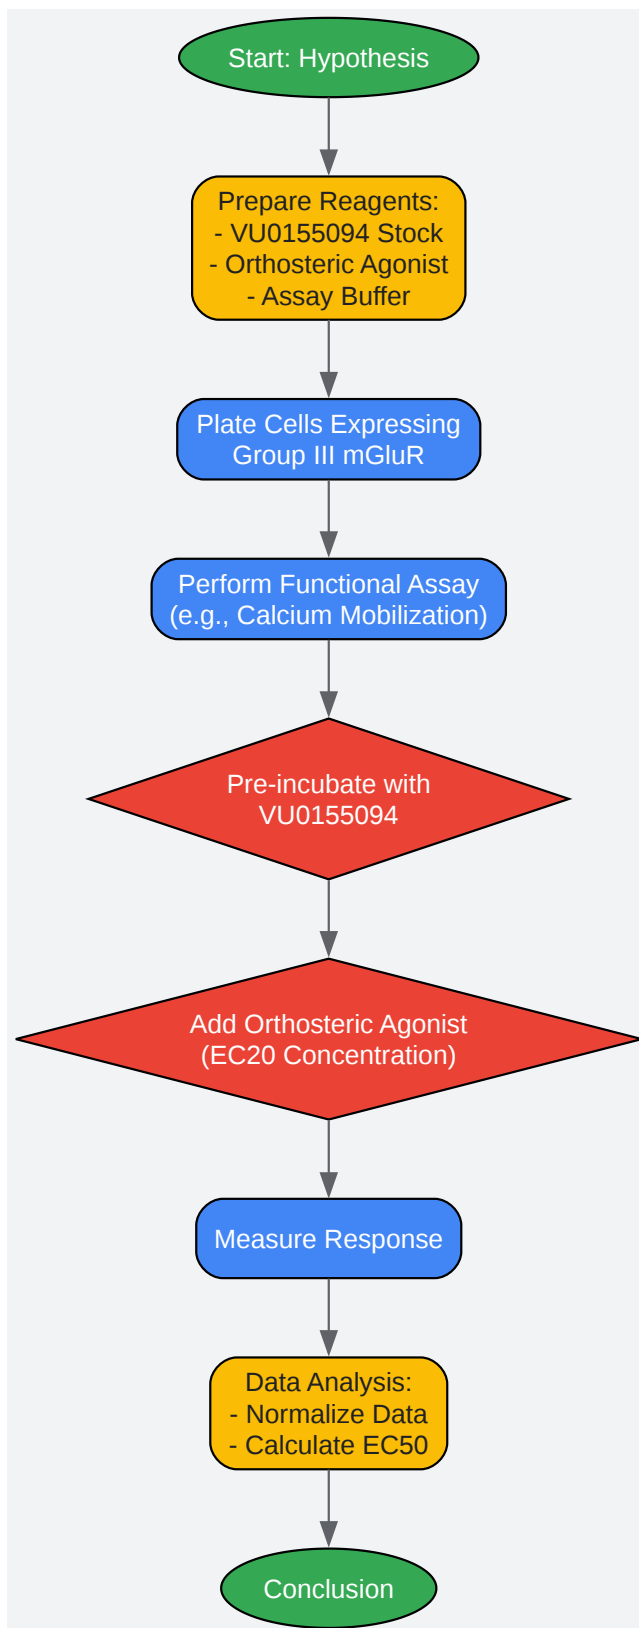 Start: Hypothesis
Prepare Reagents:
- VU0155094 Stock
- Orthosteric Agonist
- Assay Buffer
Plate Cells Expressing
Group III mGluR
Perform Functional Assay
(e.g., Calcium Mobilization)
Pre-incubate with
VU0155094
Add Orthosteric Agonist
(EC20 Concentration)
Measure Response
Data Analysis:
- Normalize Data
- Calculate EC50
Conclusion